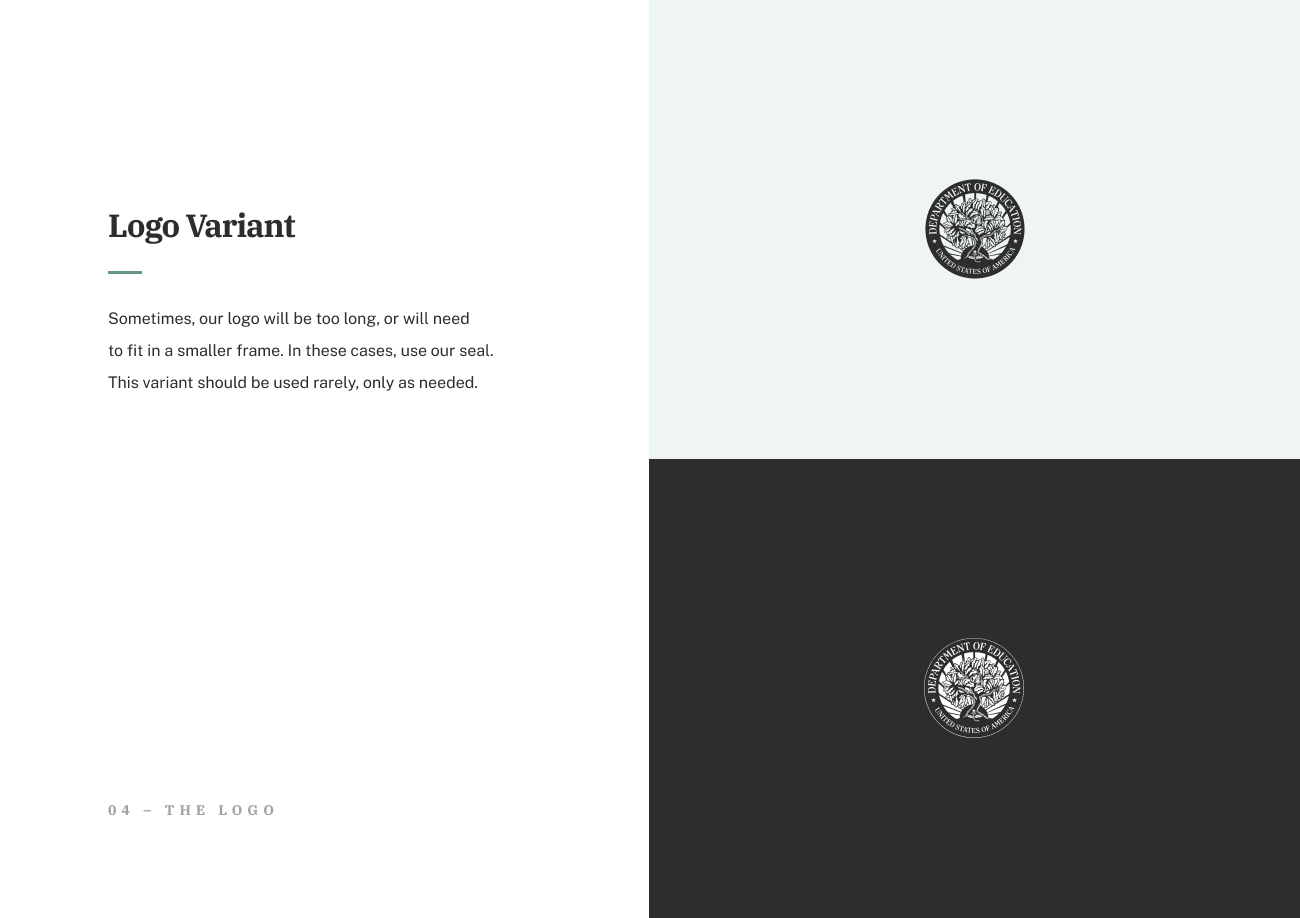 Logo Variant
Sometimes, our logo will be too long, or will need
to fit in a smaller frame. In these cases, use our seal.
This variant should be used rarely, only as needed.
04 – THE LOGO
DEPARTMENT OF EDUCATION
UNITED STATES OF AMERICA
DEPARTMENT OF EDUCATION
UNITED STATES OF AMERICA